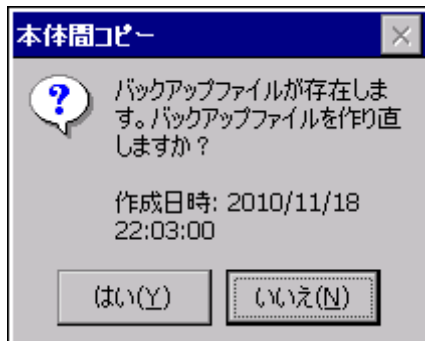 本体間コピー
バックアップファイルが存在しま
す。バックアップファイルを作り直
しますか？
作成日時: 2010/11/18
22:03:00
はい(Y)
いいえ(N)